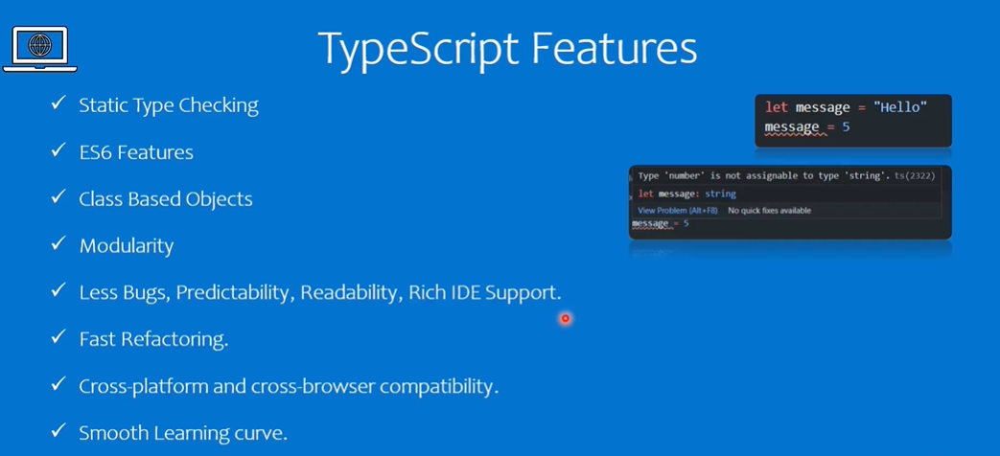 TypeScript Features
✓ Static Type Checking
✓ ES6 Features
✓ Class Based Objects
✓ Modularity
✓ Less Bugs, Predictability, Readability, Rich IDE Support.
✓ Fast Refactoring.
✓ Cross-platform and cross-browser compatibility.
✓ Smooth Learning curve.
let message = "Hello"
message = 5
Type 'number' is not assignable to type 'string'. ts(2322)
let message: string
View Problem (Alt+F8) No quick fixes available
message = 5